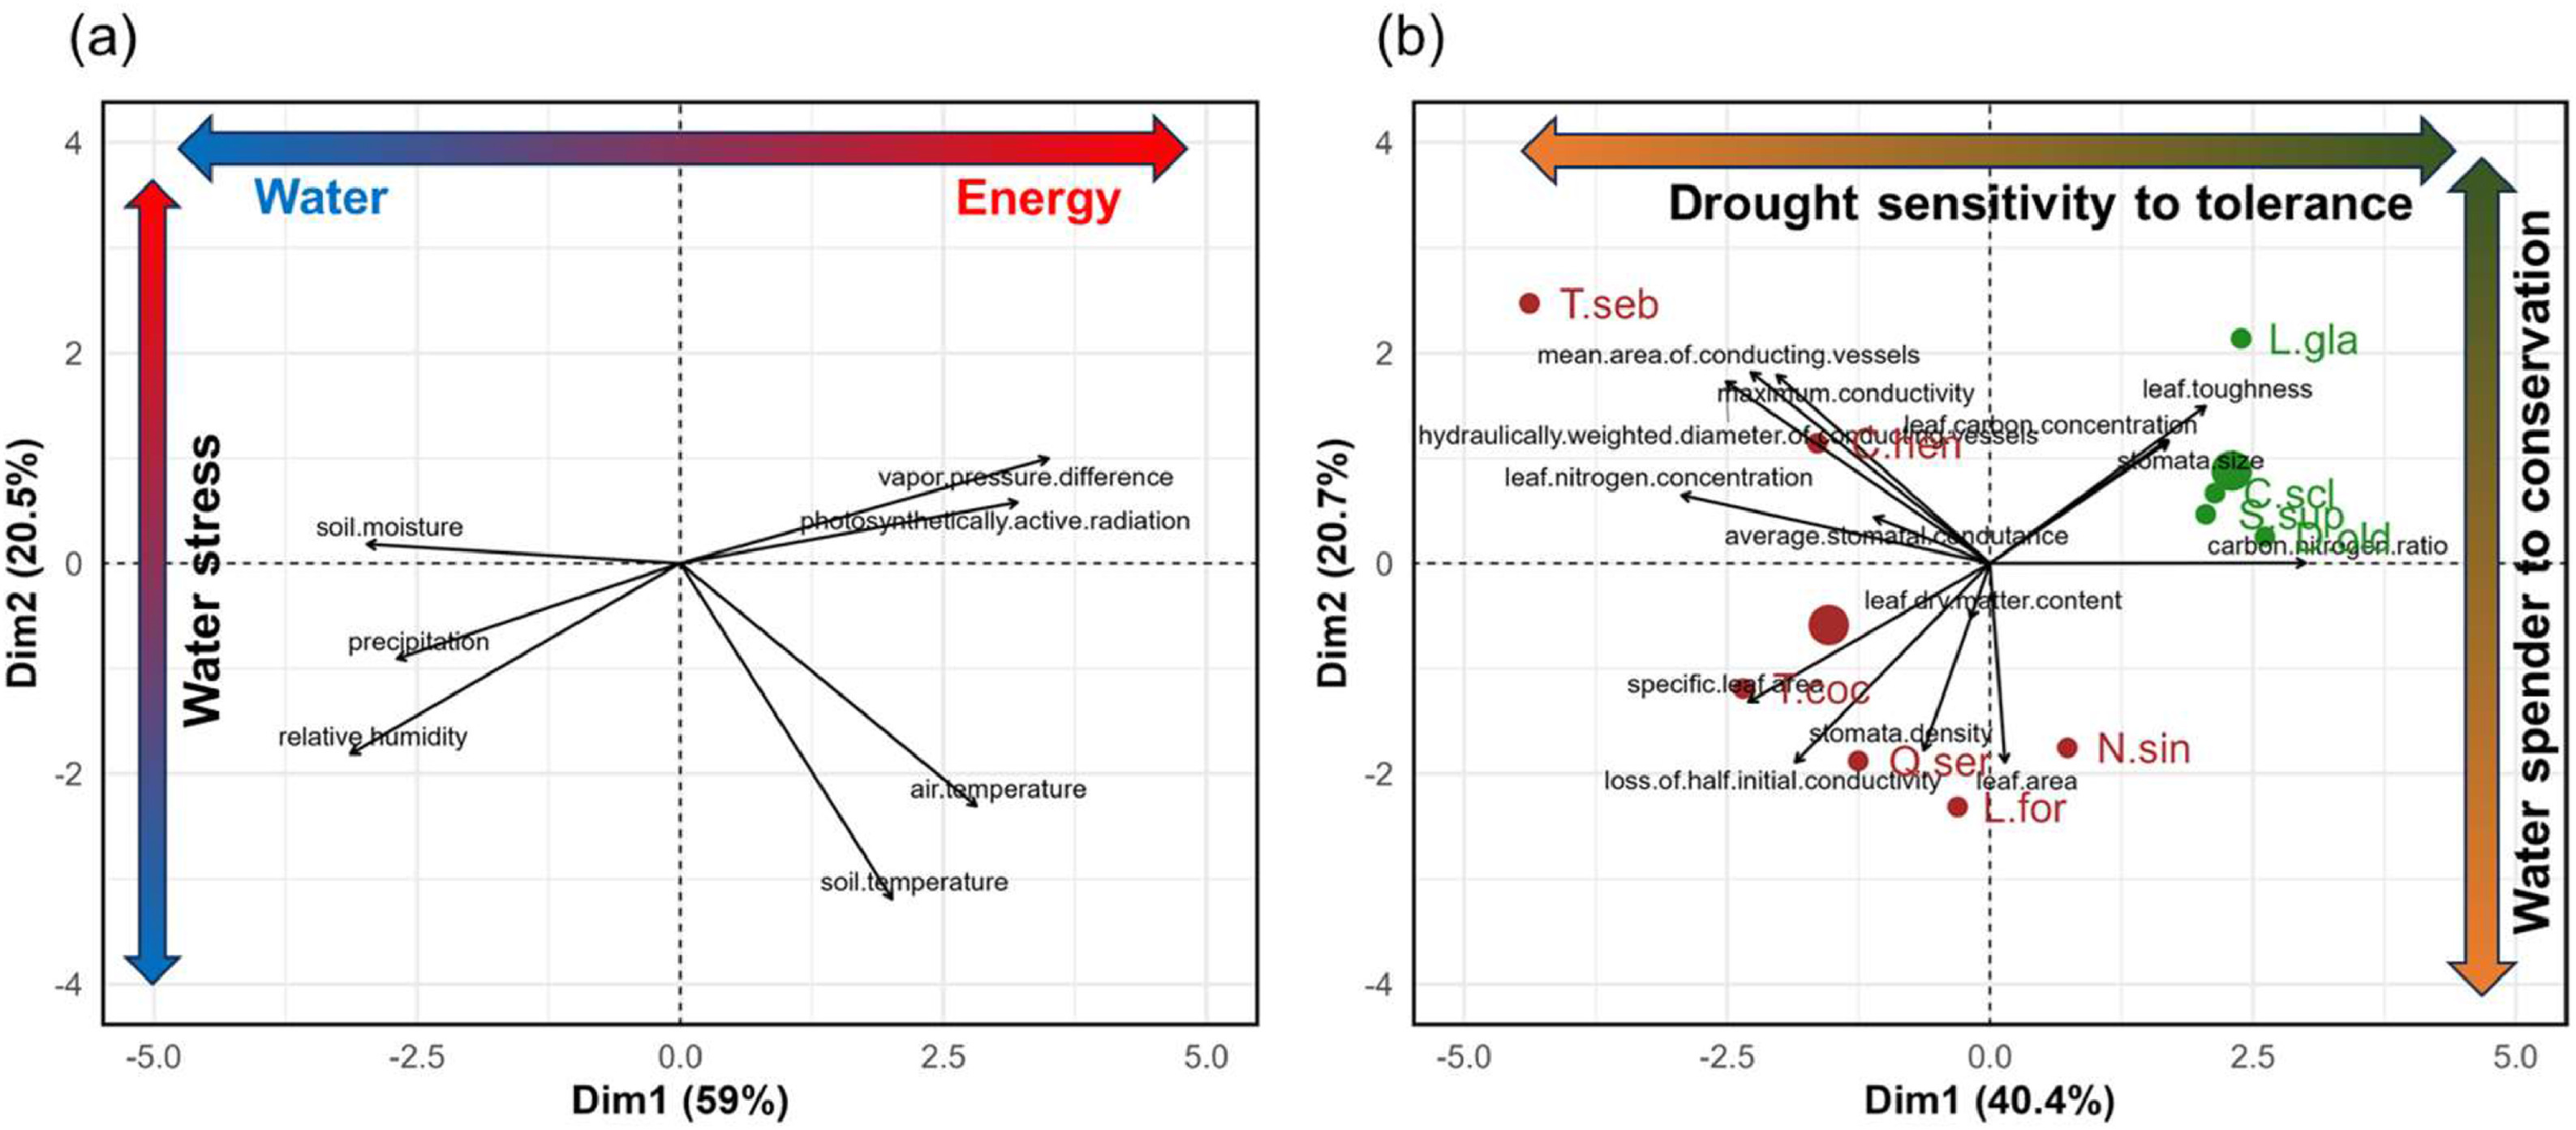 (a)
(b)
4
2
0
-2
-4
Dim2 (20.5%)
Water
Energy
Water stress
vapor.pressure.difference
photosynthetically.active.radiation
soil.moisture
precipitation
relative.humidity
air.temperature
soil.temperature
-5.0
-2.5
0.0
2.5
5.0
Dim1 (59%)
4
2
0
-2
-4
Dim2 (20.7%)
Drought sensitivity to tolerance
Water spender to conservation
T.seb
L.gla
mean.area.of.conducting.vessels
leaf.toughness
maximum.conductivity
leaf.carbon.concentration
hydraulically.weighted.diameter.of.conducting.vessels
C.hen
stomata.size
leaf.nitrogen.concentration
C.scl
S.sup
average.stomatal.condutance
D.old
carbon.nitrogen.ratio
leaf.dry.matter.content
specific.leaf.area
T.coc
stomata.density
N.sin
Q.ser
loss.of.half.initial.conductivity
leaf.area
L.for
-5.0
-2.5
0.0
2.5
5.0
Dim1 (40.4%)